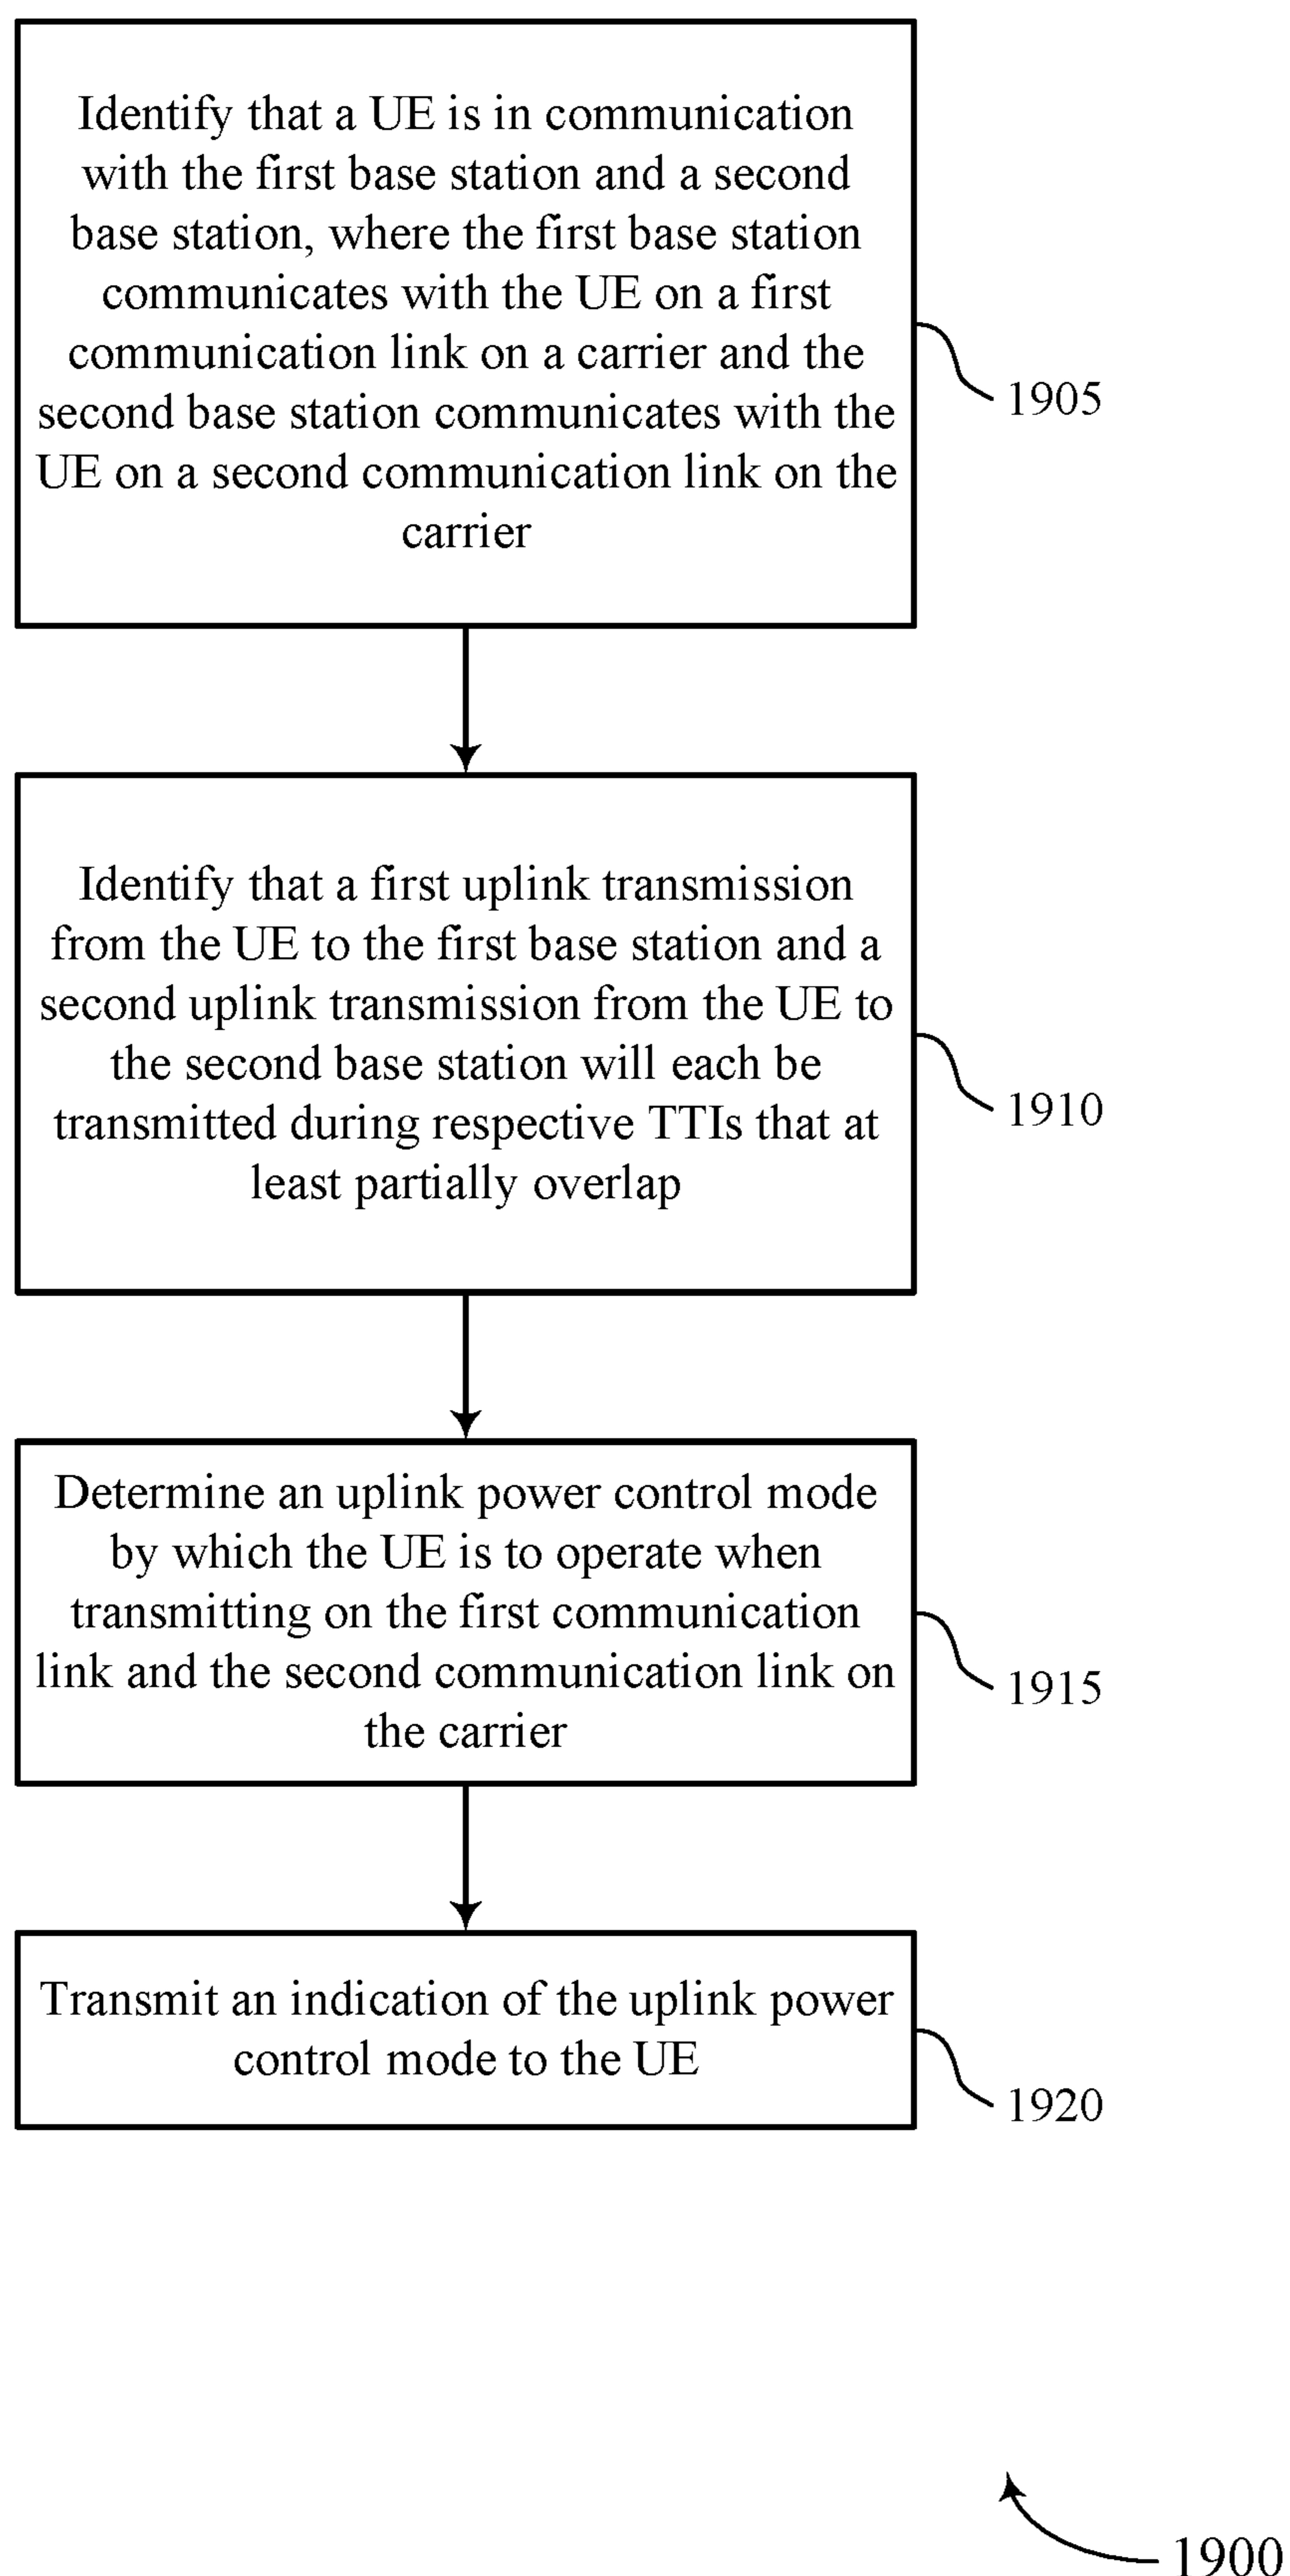 Identify that a UE is in communication
with the first base station and a second
base station, where the first base station
communicates with the UE on a first
communication link on a carrier and the
second base station communicates with the
UE on a second communication link on the
carrier
1905
Identify that a first uplink transmission
from the UE to the first base station and a
second uplink transmission from the UE to
the second base station will each be
transmitted during respective TTIs that at
least partially overlap
1910
Determine an uplink power control mode
by which the UE is to operate when
transmitting on the first communication
link and the second communication link on
the carrier
1915
Transmit an indication of the uplink power
control mode to the UE
1920
1900